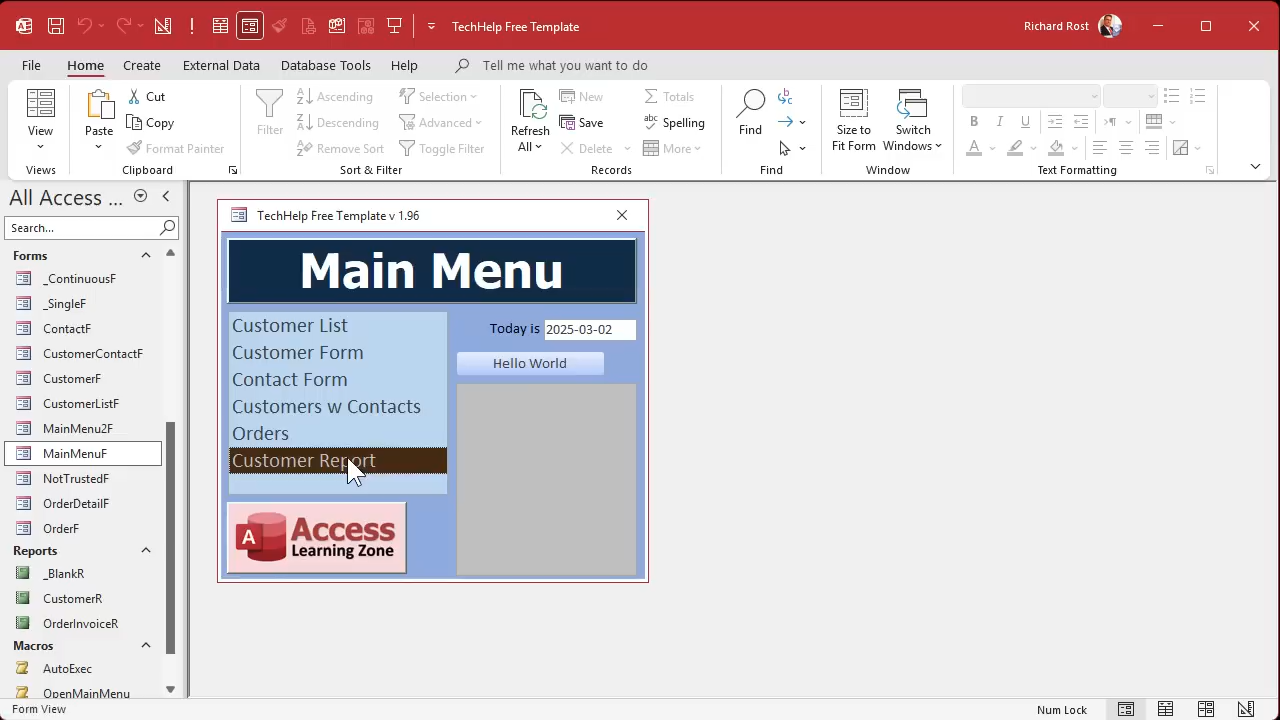 TechHelp Free Template
Richard Rost
File
Home
Create
External Data
Database Tools
Help
Tell me what you want to do
View
Views
Paste
Cut
Copy
Format Painter
Clipboard
Filter
Ascending
Descending
Remove Sort
Selection
Advanced
Toggle Filter
Sort & Filter
Refresh
All
New
Save
Delete
Totals
Spelling
More
Records
Find
Find
Size to
Fit Form
Switch
Windows
Window
B I U
Text Formatting
All Access ...
Search...
Forms
_ContinuousF
_SingleF
ContactF
CustomerContactF
CustomerF
CustomerListF
MainMenu2F
MainMenuF
NotTrustedF
OrderDetailF
OrderF
Reports
_BlankR
CustomerR
OrderInvoiceR
Macros
AutoExec
OpenMainMenu
TechHelp Free Template v 1.96
Main Menu
Customer List
Customer Form
Contact Form
Customers w Contacts
Orders
Customer Report
Today is 2025-03-02
Hello World
A Access
Learning Zone
Form View
Num Lock